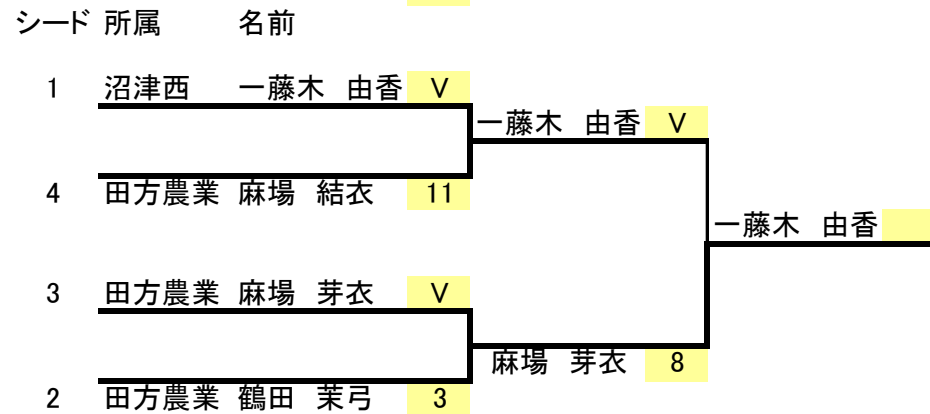 シード 所属 名前
1 沼津西 一藤木 由香 V
一藤木 由香 V
4 田方農業 麻場 結衣 11
一藤木 由香
3 田方農業 麻場 芽衣 V
麻場 芽衣 8
2 田方農業 鶴田 茉弓 3